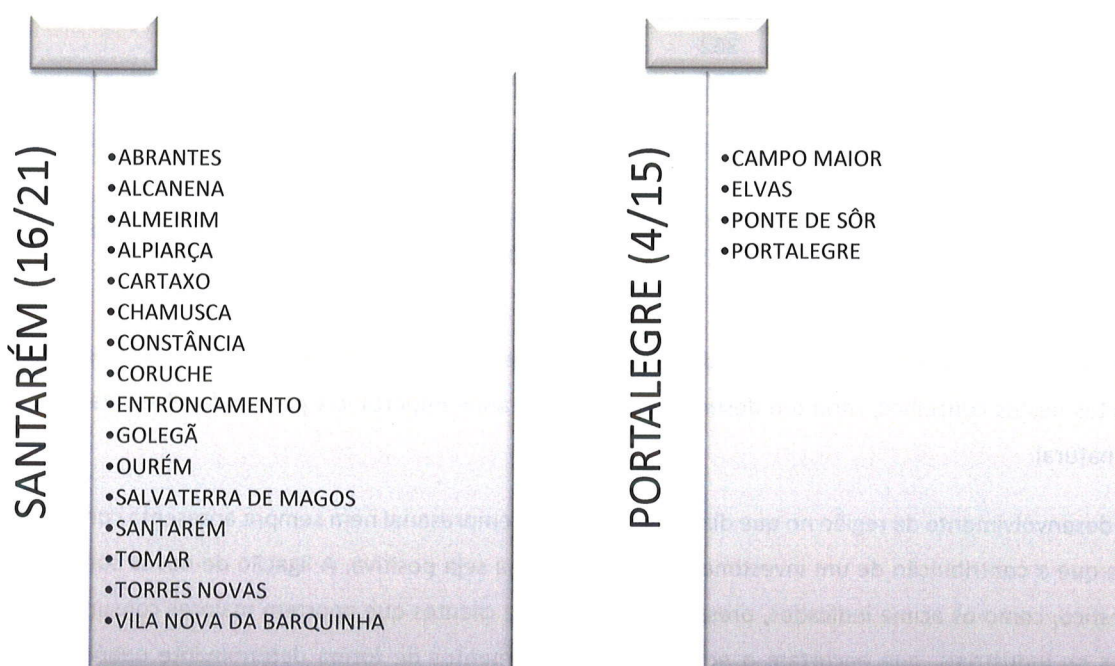 SANTARÉM (16/21)
•ABRANTES
•ALCANENA
•ALMEIRIM
•ALPIARÇA
•CARTAXO
•CHAMUSCA
•CONSTÂNCIA
•CORUCHE
•ENTRONCAMENTO
•GOLEGÃ
•OURÉM
•SALVATERRA DE MAGOS
•SANTARÉM
•TOMAR
•TORRES NOVAS
•VILA NOVA DA BARQUINHA
PORTALEGRE (4/15)
•CAMPO MAIOR
•ELVAS
•PONTE DE SÔR
•PORTALEGRE